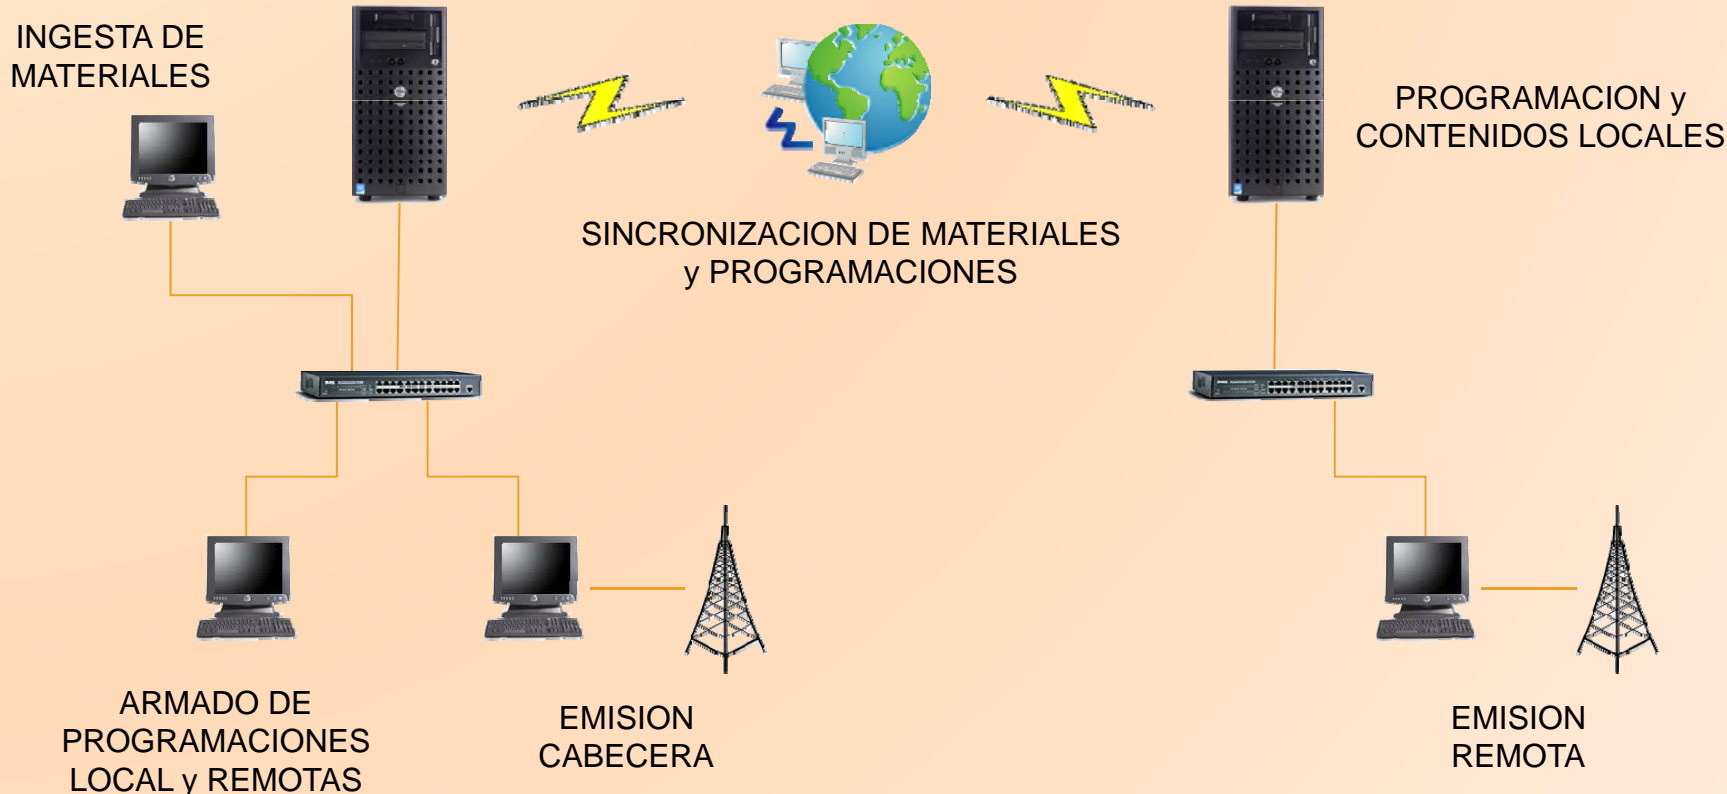 INGESTA DE
MATERIALES
PROGRAMACION y
CONTENIDOS LOCALES
SINCRONIZACION DE MATERIALES
y PROGRAMACIONES
ARMADO DE
PROGRAMACIONES
LOCAL y REMOTAS
EMISION
CABECERA
EMISION
REMOTA